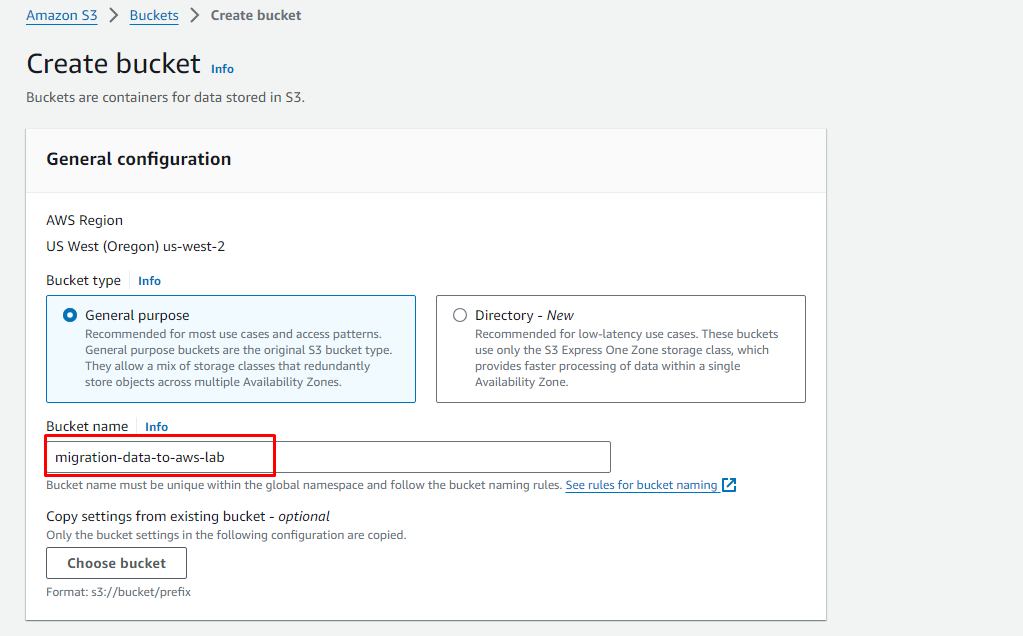 Amazon S3 > Buckets > Create bucket
Create bucket Info
Buckets are containers for data stored in S3.
General configuration
AWS Region
US West (Oregon) us-west-2
Bucket type Info
General purpose
Recommended for most use cases and access patterns.
General purpose buckets are the original S3 bucket type.
They allow a mix of storage classes that redundantly
store objects across multiple Availability Zones.
Directory - New
Recommended for low-latency use cases. These buckets
use only the S3 Express One Zone storage class, which
provides faster processing of data within a single
Availability Zone.
Bucket name Info
migration-data-to-aws-lab
Bucket name must be unique within the global namespace and follow the bucket naming rules. See rules for bucket naming
Copy settings from existing bucket - optional
Only the bucket settings in the following configuration are copied.
Choose bucket
Format: s3://bucket/prefix